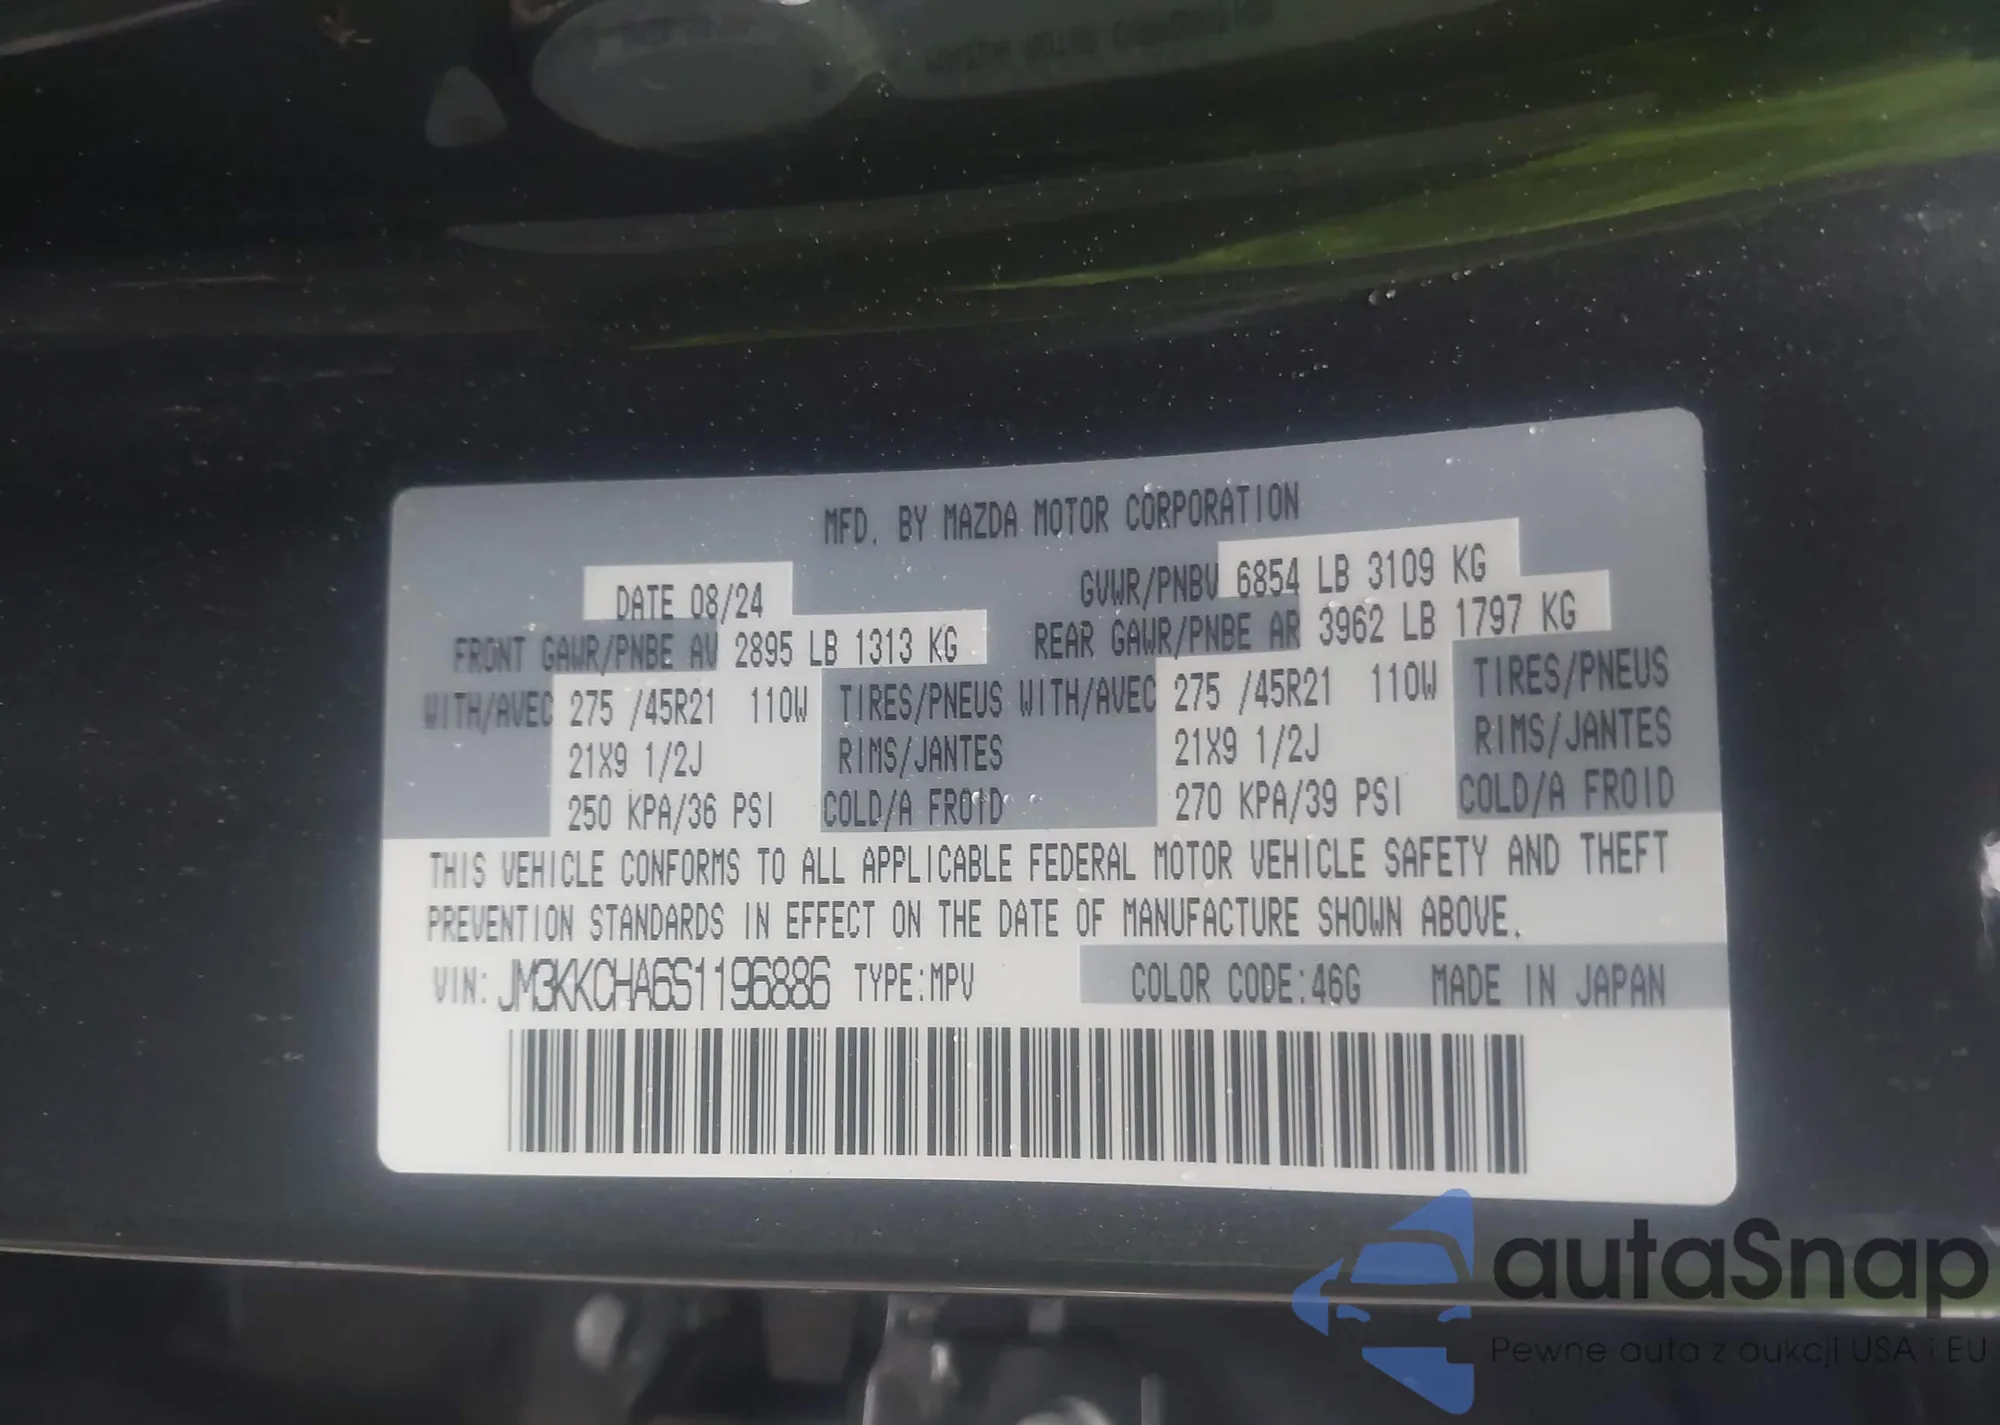 MFD. BY MAZDA MOTOR CORPORATION
DATE 08/24 GVWR/PNBV 6854 LB 3109 KG
FRONT GAWR/PNBE AV 2895 LB 1313 KG REAR GAWR/PNBE AR 3962 LB 1797 KG
WITH/AVEC 275 /45R21 110W TIRES/PNEUS WITH/AVEC 275 /45R21 110W TIRES/PNEUS
21X9 1/2J RIMS/JANTES 21X9 1/2J RIMS/JANTES
250 KPA/36 PSI COLD/A FROID 270 KPA/39 PSI COLD/A FROID
THIS VEHICLE CONFORMS TO ALL APPLICABLE FEDERAL MOTOR VEHICLE SAFETY AND THEFT
PREVENTION STANDARDS IN EFFECT ON THE DATE OF MANUFACTURE SHOWN ABOVE.
VIN: JM3KKCHA6S1196886 TYPE:MPV COLOR CODE:46G MADE IN JAPAN
autaSnap
Pewne auta z aukcji USA i EU